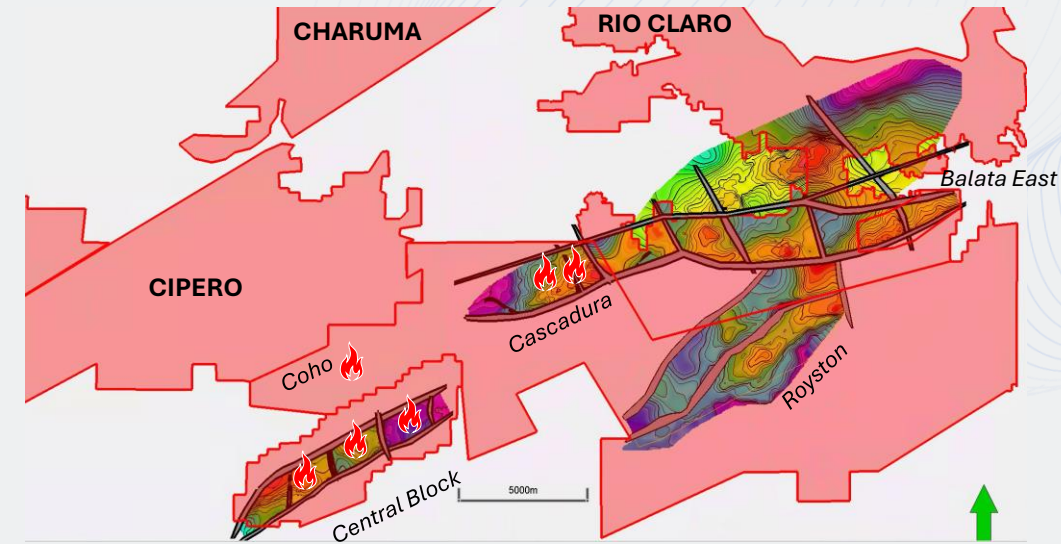 CHARUMA
RIO CLARO
Balata East
CIPERO
Cascadura
Coho
Royston
5000m
Central Block